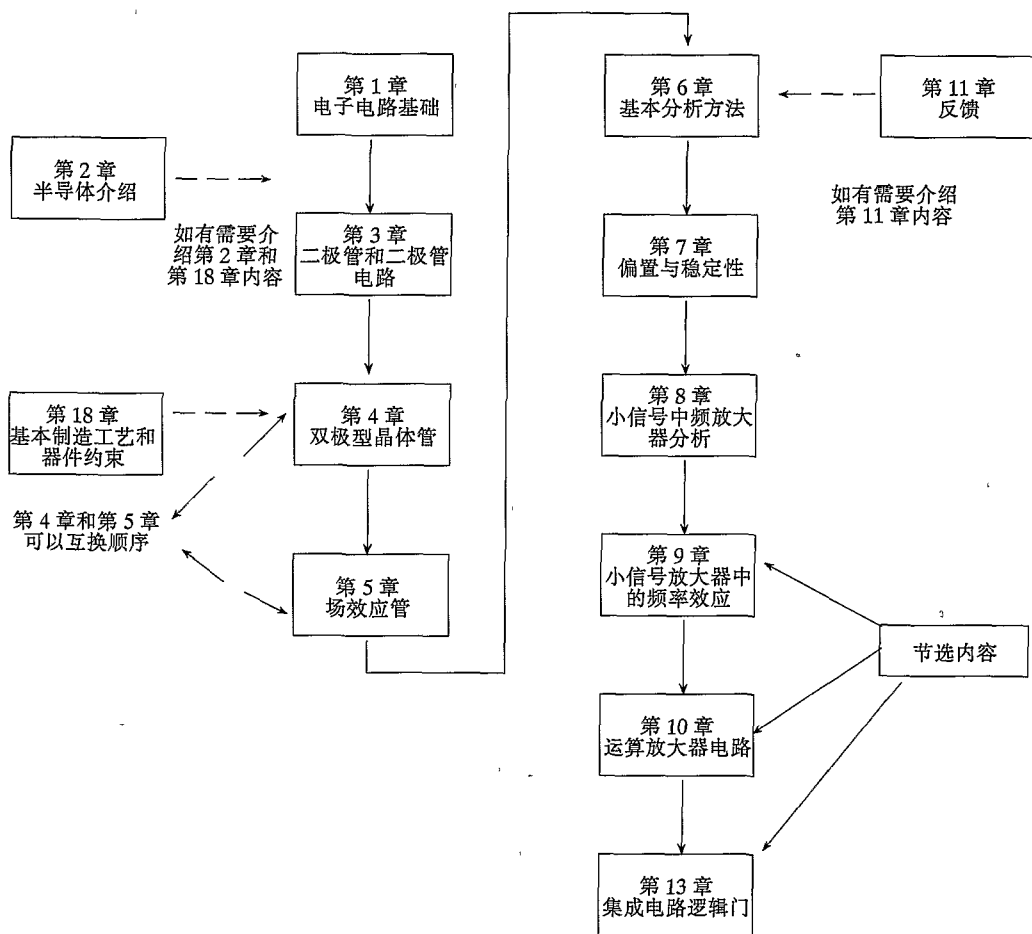 第 1 章
电子电路基础
第 2 章
半导体介绍
如有需要介
绍第 2 章和
第 18 章内容
第 3 章
二极管和二极管
电路
第 18 章
基本制造工艺和
器件约束
第 4 章
双极型晶体管
第 4 章和第 5 章
可以互换顺序
第 5 章
场效应管
第 6 章
基本分析方法
第 11 章
反馈
如有需要介绍
第 11 章内容
第 7 章
偏置与稳定性
第 8 章
小信号中频放大
器分析
第 9 章
小信号放大器中
的频率效应
节选内容
第 10 章
运算放大器电路
第 13 章
集成电路逻辑门